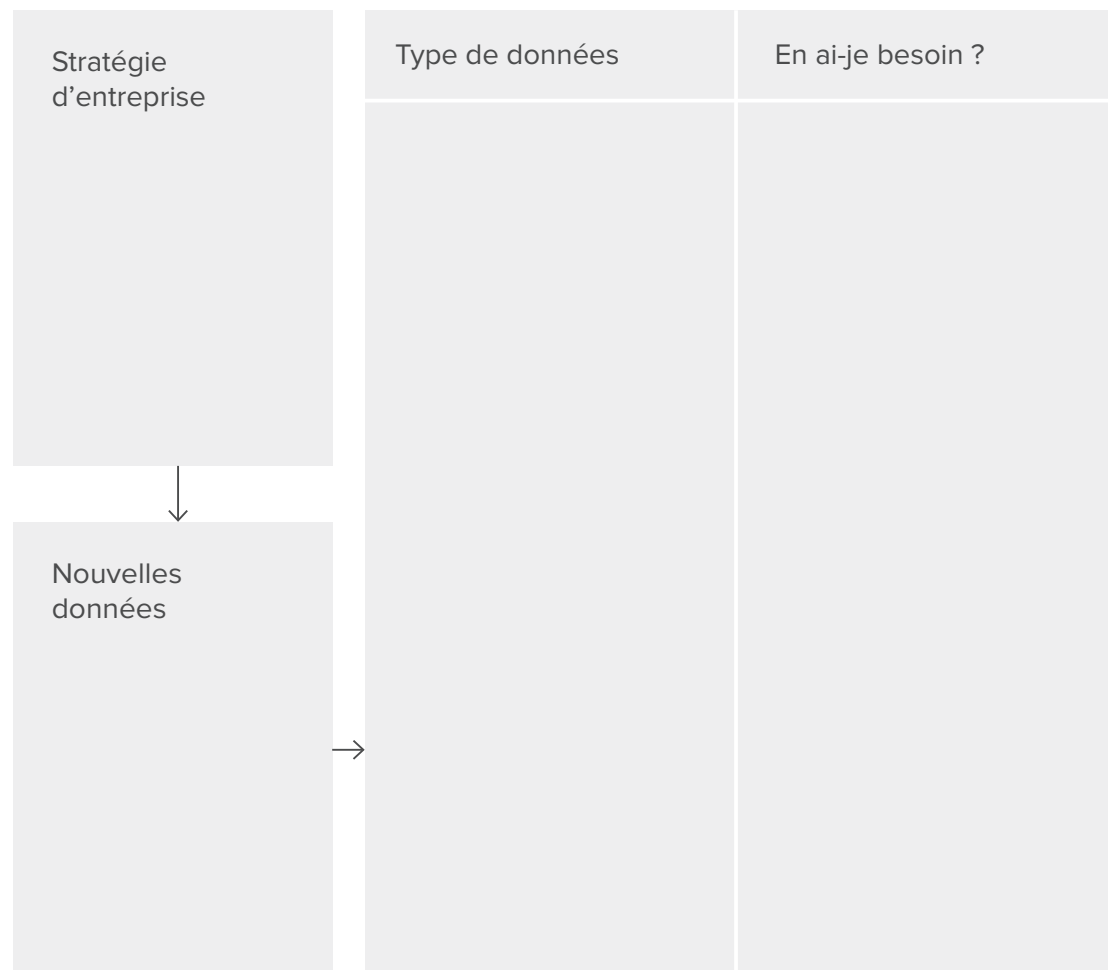 Stratégie
d’entreprise
Type de données
En ai-je besoin ?
Nouvelles
données